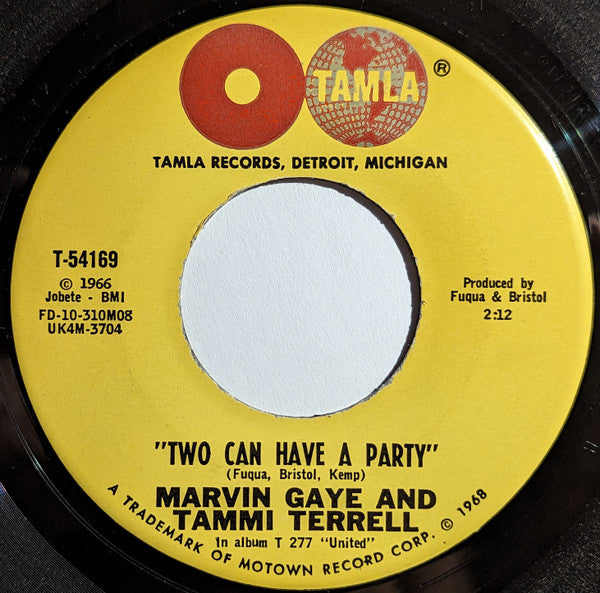 TAMLA ®
TAMLA RECORDS, DETROIT, MICHIGAN
T-54169
© 1966
Jobete - BMI
FD-10-310M08
UK4M-3704
Produced by
Fuqua & Bristol
2:12
"TWO CAN HAVE A PARTY"
(Fuqua, Bristol, Kemp)
MARVIN GAYE AND
TAMMI TERRELL
In album T 277 "United"
A TRADEMARK OF MOTOWN RECORD CORP. © 1968